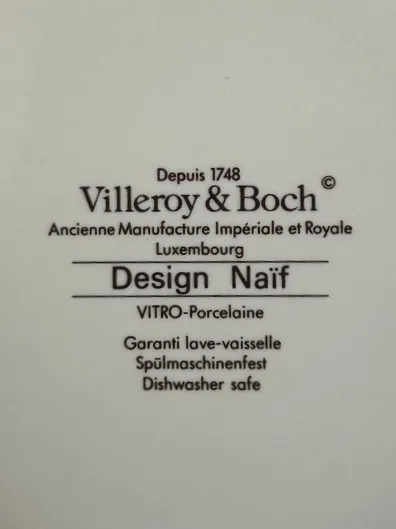 Depuis 1748
Villeroy & Boch©
Ancienne Manufacture Impériale et Royale
Luxembourg
Design Naïf
VITRO-Porcelaine
Garanti lave-vaisselle
Spülmaschinenfest
Dishwasher safe